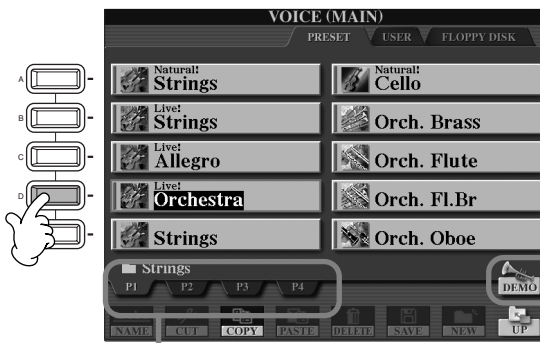 VOICE (MAIN)
PRESET USER FLOPPY DISK
A
Natural!
Strings
Natural!
Cello
B
Live!
Strings
Orch. Brass
C
Live!
Allegro
Orch. Flute
D
Live!
Orchestra
Orch. Fl.Br
Strings
Orch. Oboe
Strings
P1 P2 P3 P4
DEMO
NAME CUT COPY PASTE DELETE SAVE NEW UP